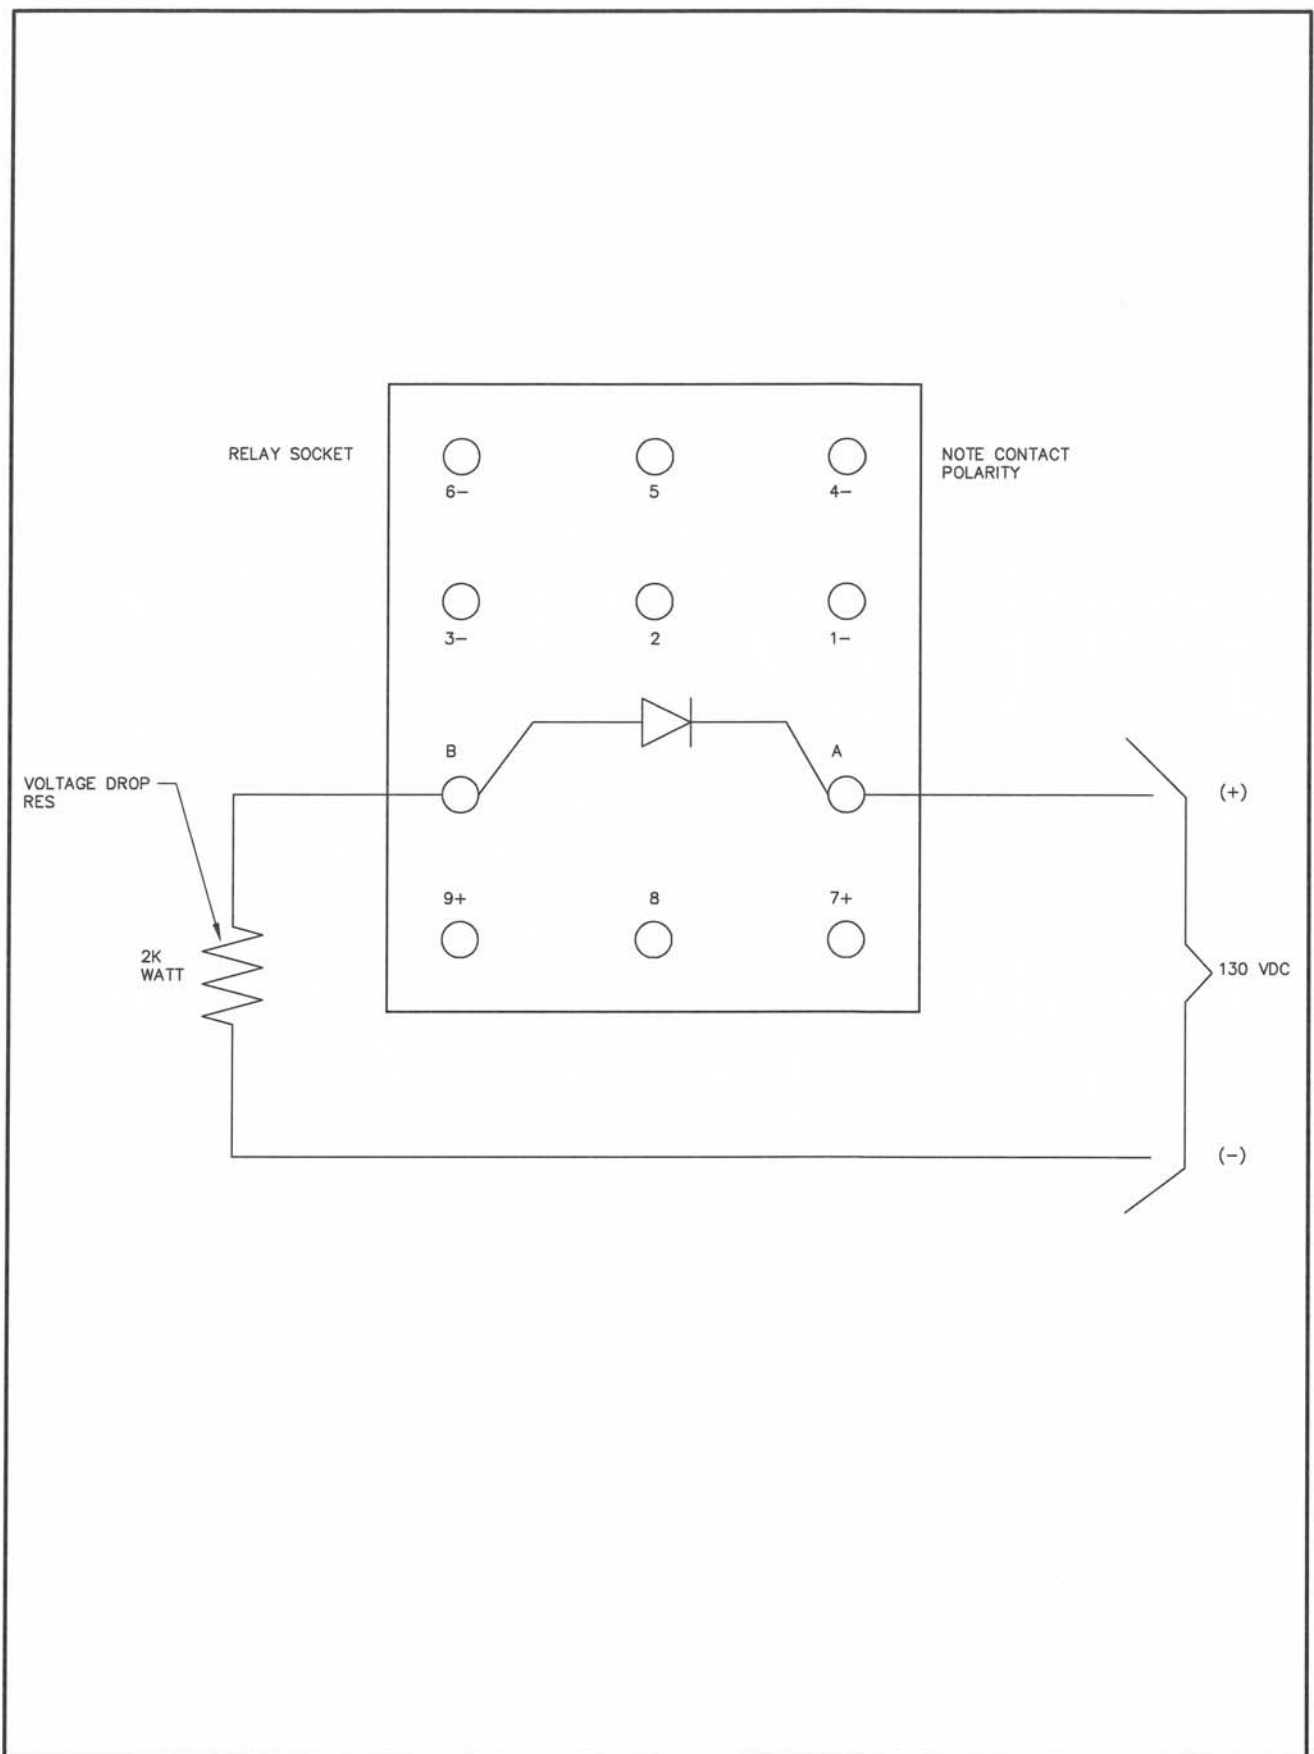 RELAY SOCKET
NOTE CONTACT
POLARITY
6–
5
4–
3–
2
1–
B
A
VOLTAGE DROP
RES
(+)
9+
8
7+
2K
WATT
130 VDC
(–)